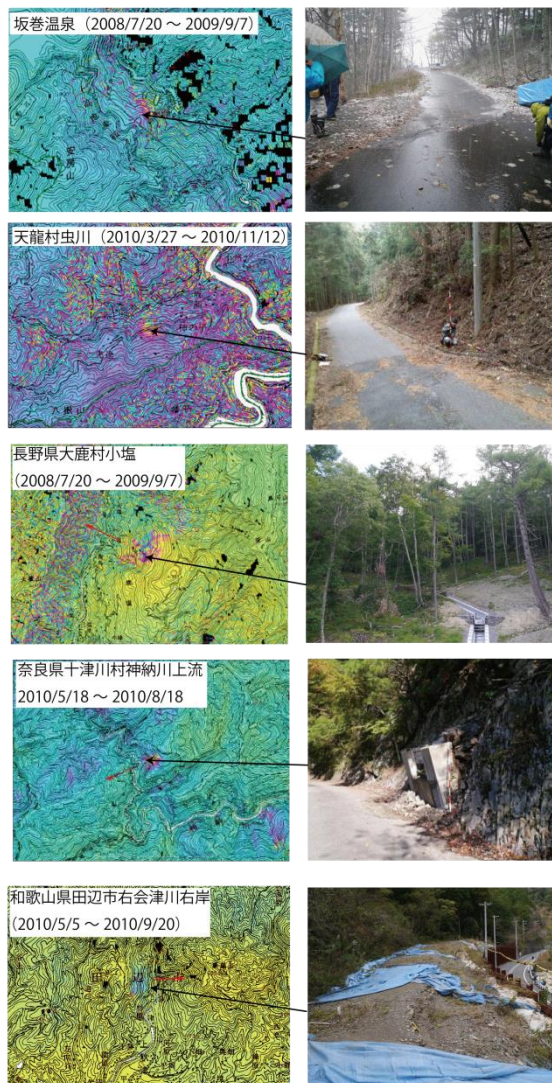 坂巻温泉（2008/7/20 ～ 2009/9/7）
天龍村虫川（2010/3/27 ～ 2010/11/12）
長野県大鹿村小塩
（2008/7/20 ～ 2009/9/7）
奈良県十津川村神納川上流
2010/5/18 ～ 2010/8/18
和歌山県田辺市右会津川右岸
（2010/5/5 ～ 2010/9/20）
田 辺